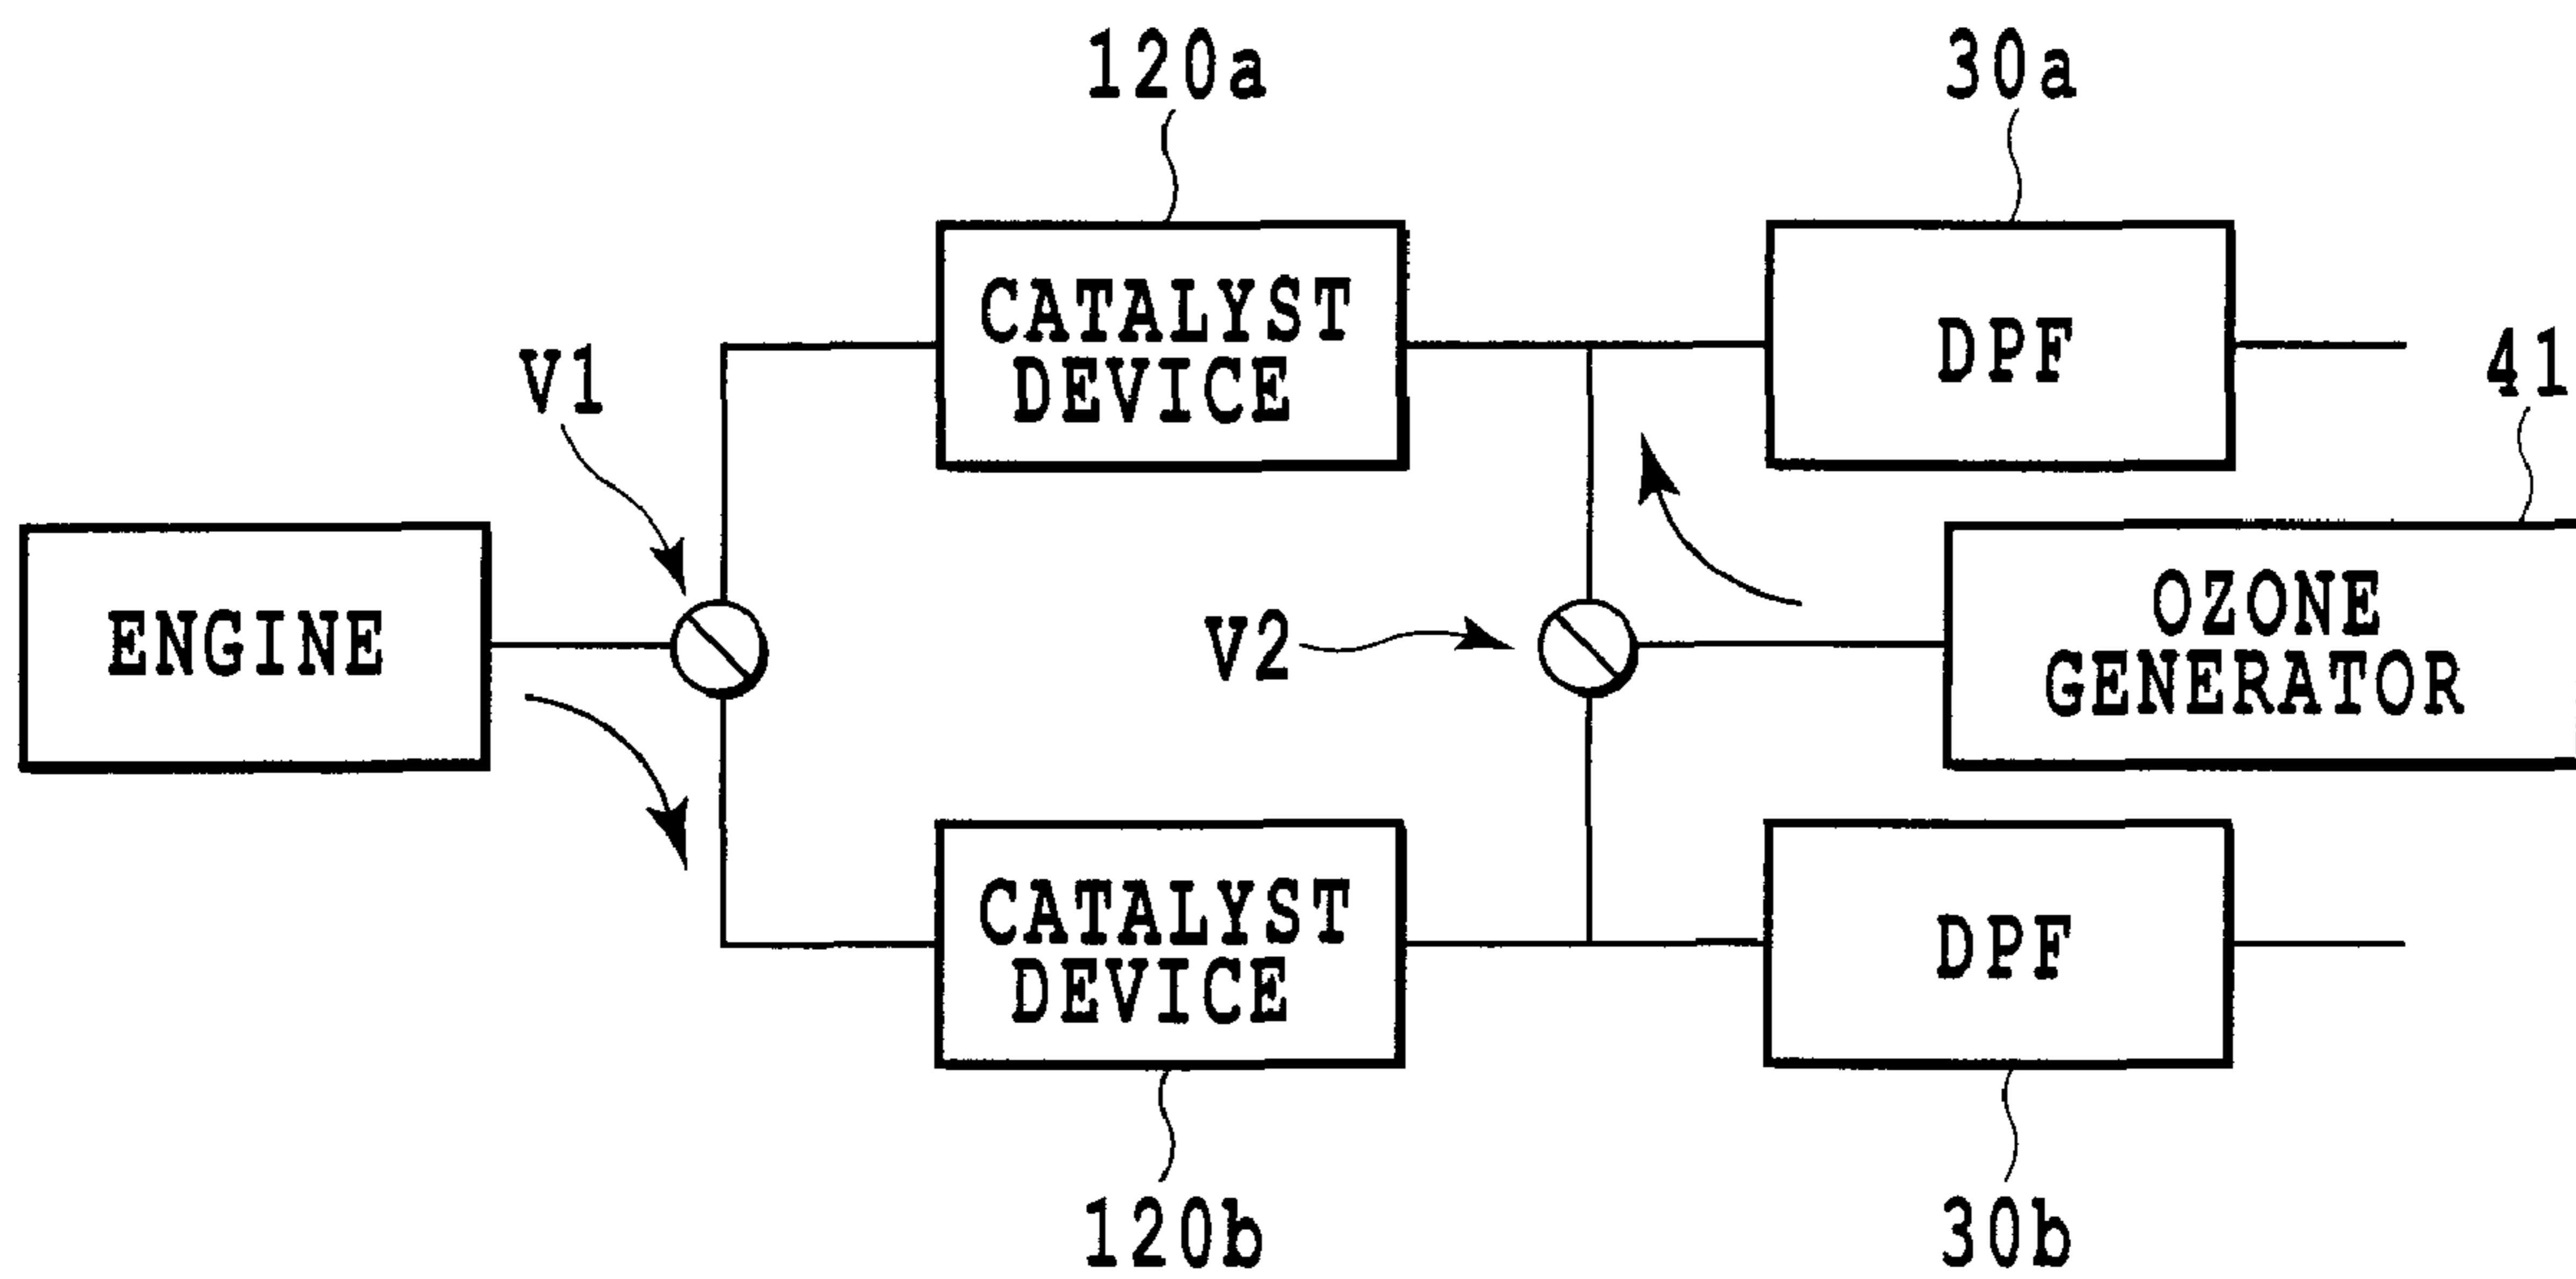 120a
30a
CATALYST
DEVICE
DPF
V1
41
ENGINE
V2
OZONE
GENERATOR
CATALYST
DEVICE
DPF
120b
30b